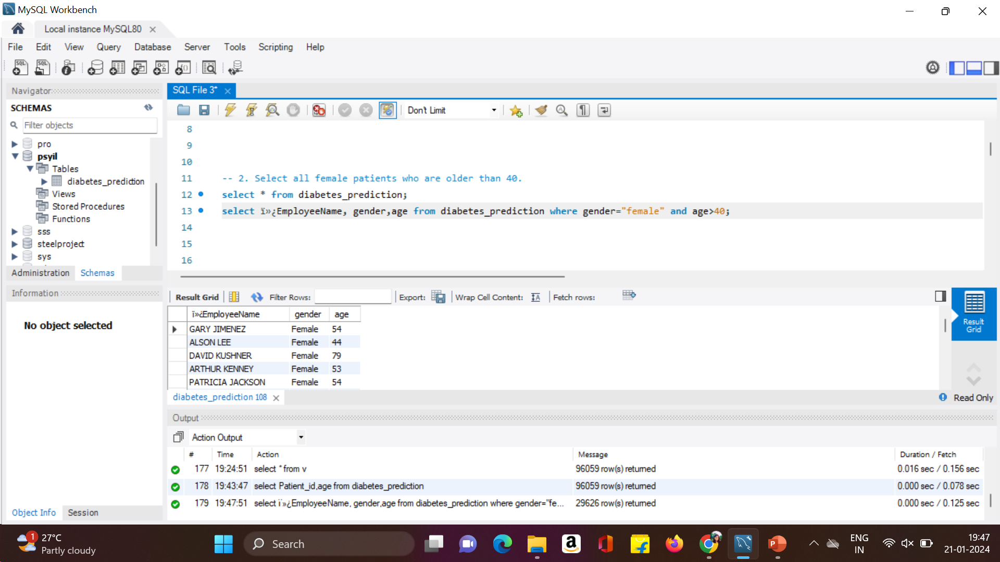 MySQL Workbench
Local instance MySQL80
File Edit View Query Database Server Tools Scripting Help
Navigator
SCHEMAS
Filter objects
pro
psyil
Tables
diabetes_prediction
Views
Stored Procedures
Functions
sss
steelproject
sys
Administration Schemas
Information
No object selected
Object Info Session
SQL File 3*
Don't Limit
8
9
10
11 -- 2. Select all female patients who are older than 40.
12 select * from diabetes_prediction;
13 select ï»¿EmployeeName, gender,age from diabetes_prediction where gender="female" and age>40;
14
15
16
Result Grid Filter Rows: Export: Wrap Cell Content: Fetch rows:
ï»¿EmployeeName gender age
GARY JIMENEZ Female 54
ALSON LEE Female 44
DAVID KUSHNER Female 79
ARTHUR KENNEY Female 53
PATRICIA JACKSON Female 54
Result
Grid
diabetes_prediction 108
Read Only
Output
Action Output
# Time Action Message Duration / Fetch
177 19:24:51 select * from v 96059 row(s) returned 0.016 sec / 0.156 sec
178 19:43:47 select Patient_id,age from diabetes_prediction 96059 row(s) returned 0.000 sec / 0.078 sec
179 19:47:51 select ï»¿EmployeeName, gender,age from diabetes_prediction where gender="fe... 29626 row(s) returned 0.000 sec / 0.125 sec
1
27°C
Partly cloudy
Search
ENG
IN
19:47
21-01-2024